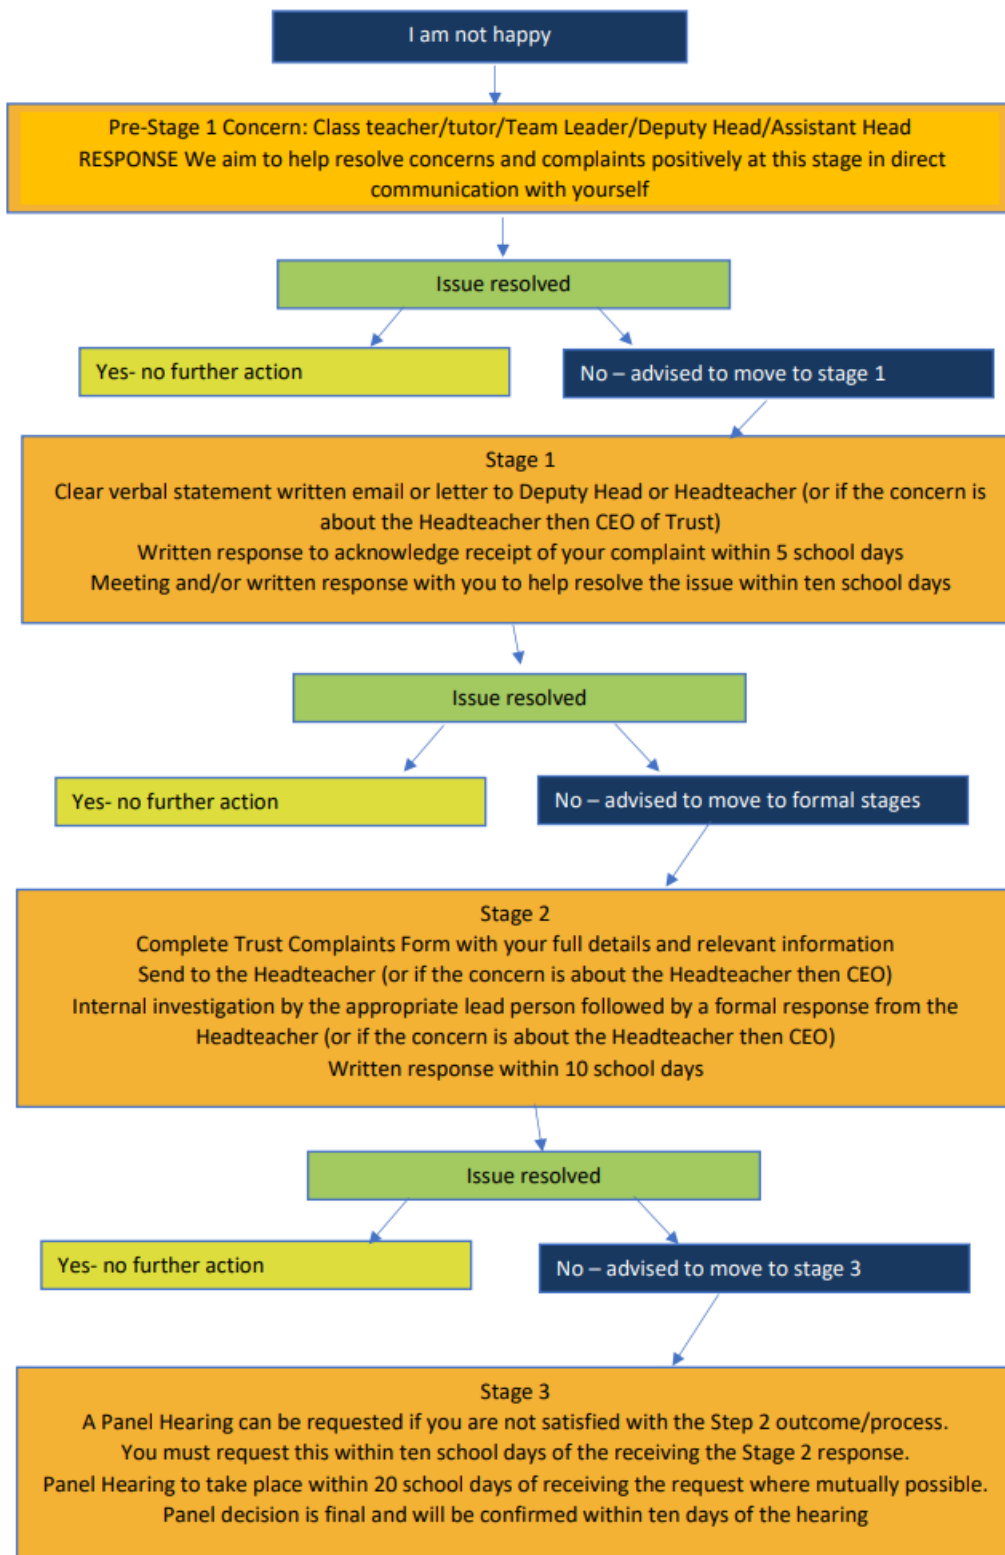 I am not happy
Pre-Stage 1 Concern: Class teacher/tutor/Team Leader/Deputy Head/Assistant Head
RESPONSE We aim to help resolve concerns and complaints positively at this stage in direct
communication with yourself
Issue resolved
Yes- no further action
No – advised to move to stage 1
Stage 1
Clear verbal statement written email or letter to Deputy Head or Headteacher (or if the concern is
about the Headteacher then CEO of Trust)
Written response to acknowledge receipt of your complaint within 5 school days
Meeting and/or written response with you to help resolve the issue within ten school days
Issue resolved
Yes- no further action
No – advised to move to formal stages
Stage 2
Complete Trust Complaints Form with your full details and relevant information
Send to the Headteacher (or if the concern is about the Headteacher then CEO)
Internal investigation by the appropriate lead person followed by a formal response from the
Headteacher (or if the concern is about the Headteacher then CEO)
Written response within 10 school days
Issue resolved
Yes- no further action
No – advised to move to stage 3
Stage 3
A Panel Hearing can be requested if you are not satisfied with the Step 2 outcome/process.
You must request this within ten school days of the receiving the Stage 2 response.
Panel Hearing to take place within 20 school days of receiving the request where mutually possible.
Panel decision is final and will be confirmed within ten days of the hearing